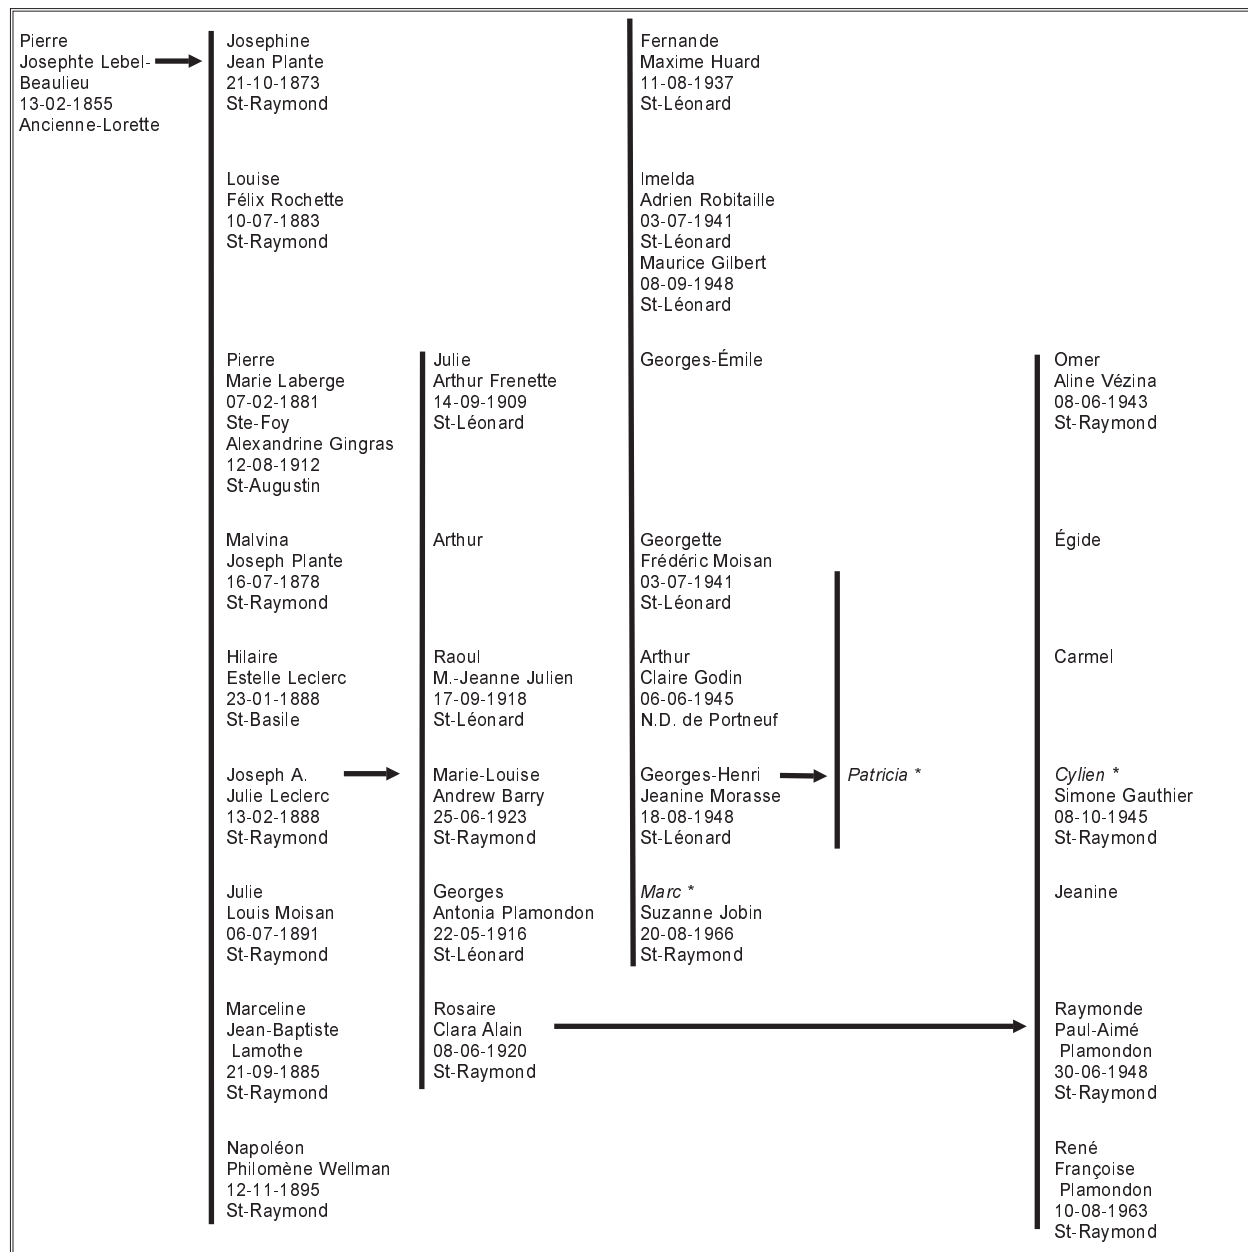 Pierre
Josephte Lebel-
Beaulieu
13-02-1855
Ancienne-Lorette
Josephine
Jean Plante
21-10-1873
St-Raymond
Louise
Félix Rochette
10-07-1883
St-Raymond
Pierre
Marie Laberge
07-02-1881
Ste-Foy
Alexandrine Gingras
12-08-1912
St-Augustin
Malvina
Joseph Plante
16-07-1878
St-Raymond
Hilaire
Estelle Leclerc
23-01-1888
St-Basile
Joseph A.
Julie Leclerc
13-02-1888
St-Raymond
Julie
Louis Moisan
06-07-1891
St-Raymond
Marceline
Jean-Baptiste
Lamothe
21-09-1885
St-Raymond
Napoléon
Philomène Wellman
12-11-1895
St-Raymond
Julie
Arthur Frenette
14-09-1909
St-Léonard
Arthur
Raoul
M.-Jeanne Julien
17-09-1918
St-Léonard
Marie-Louise
Andrew Barry
25-06-1923
St-Raymond
Georges
Antonia Plamondon
22-05-1916
St-Léonard
Rosaire
Clara Alain
08-06-1920
St-Raymond
Fernande
Maxime Huard
11-08-1937
St-Léonard
Imelda
Adrien Robitaille
03-07-1941
St-Léonard
Maurice Gilbert
08-09-1948
St-Léonard
Georges-Émile
Georgette
Frédéric Moisan
03-07-1941
St-Léonard
Arthur
Claire Godin
06-06-1945
N.D. de Portneuf
Georges-Henri
Jeanine Morasse
18-08-1948
St-Léonard
Marc *
Suzanne Jobin
20-08-1966
St-Raymond
Patricia *
Omer
Aline Vézina
08-06-1943
St-Raymond
Égide
Carmel
Cylien *
Simone Gauthier
08-10-1945
St-Raymond
Jeanine
Raymonde
Paul-Aimé
Plamondon
30-06-1948
St-Raymond
René
Françoise
Plamondon
10-08-1963
St-Raymond